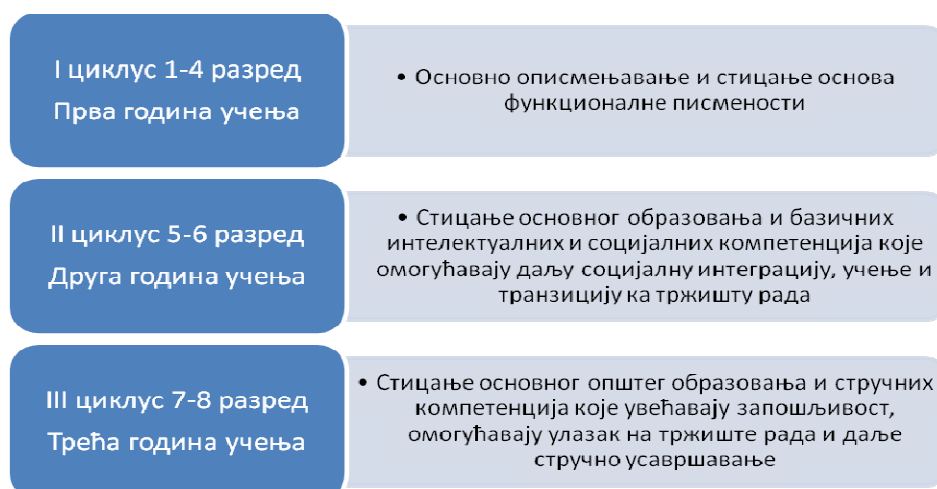 I циклус 1-4 разред
Прва година учења
• Основно описмењавање и стицање основа
функционалне писмености
II циклус 5-6 разред
Друга година учења
• Стицање основног образовања и базичних
интелектуалних и социјалних компетенција које
омогућавају даљу социјалну интеграцију, учење и
транзицију ка тржишту рада
III циклус 7-8 разред
Трећа година учења
• Стицање основног општег образовања и стручних
компетенција које увећавају запошљивост,
омогућавају улазак на тржиште рада и даље
стручно усавршавање